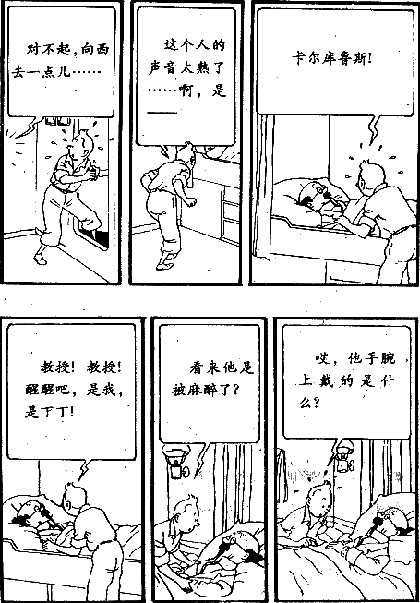 对不起，向西
去一点儿……
这个人的
声音太熟了
……啊，是
——
卡尔库鲁斯！
教授！教授！
醒醒吧，是我，
是丁丁！
看来他是
被麻醉了？
哎，他手腕
上戴的是什
么？